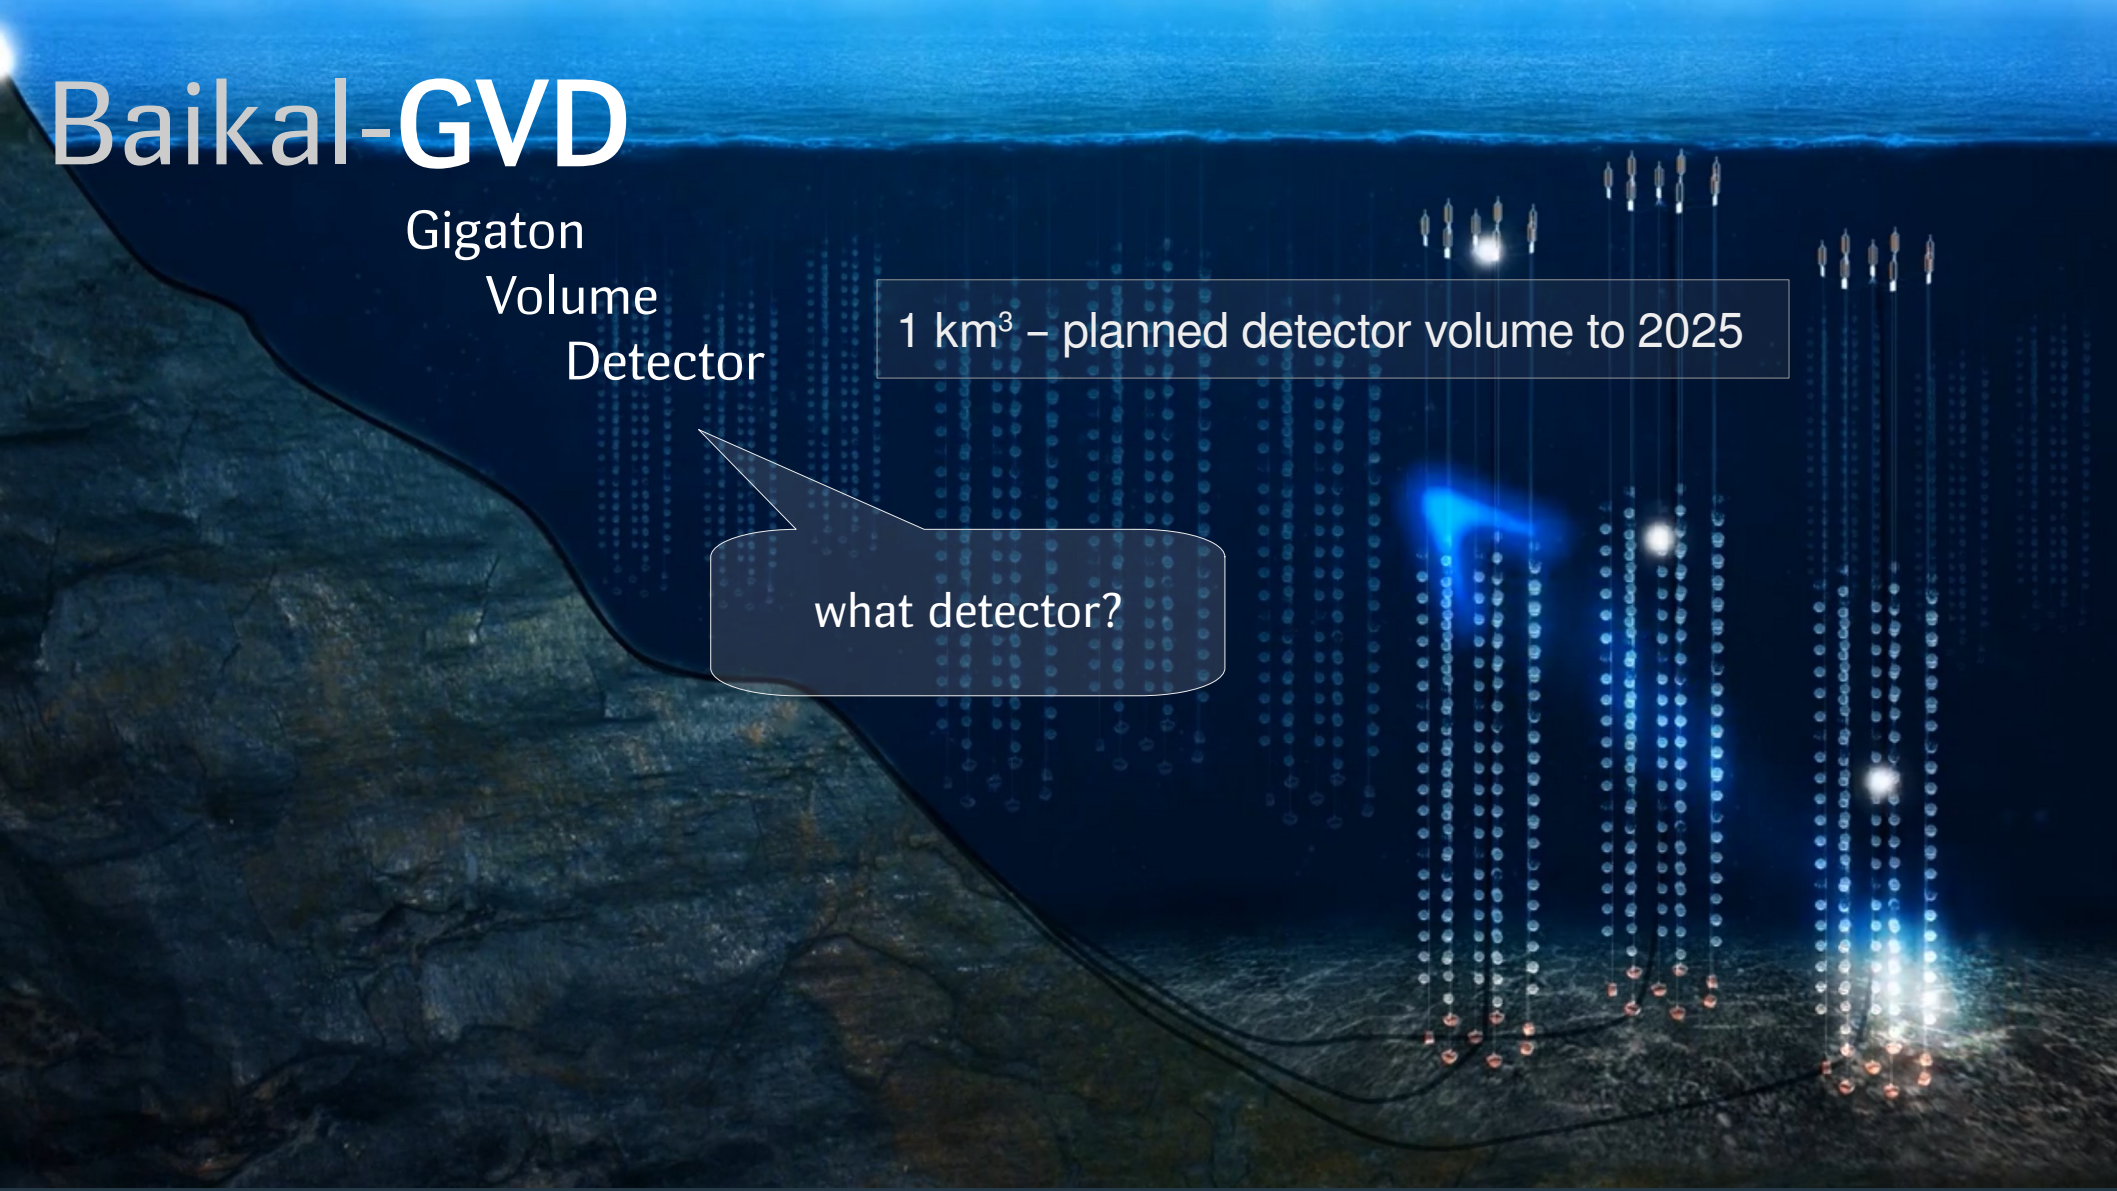 Baikal-GVD
Gigaton
Volume
Detector
1 km³ – planned detector volume to 2025
what detector?